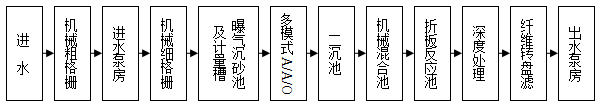 进水
机械粗格栅
进水泵房
机械细格栅
曝气沉砂池
及计量槽
多模式A/A/O
二沉池
机械混合池
折板反应池
深度处理
纤维转盘滤
出水泵房